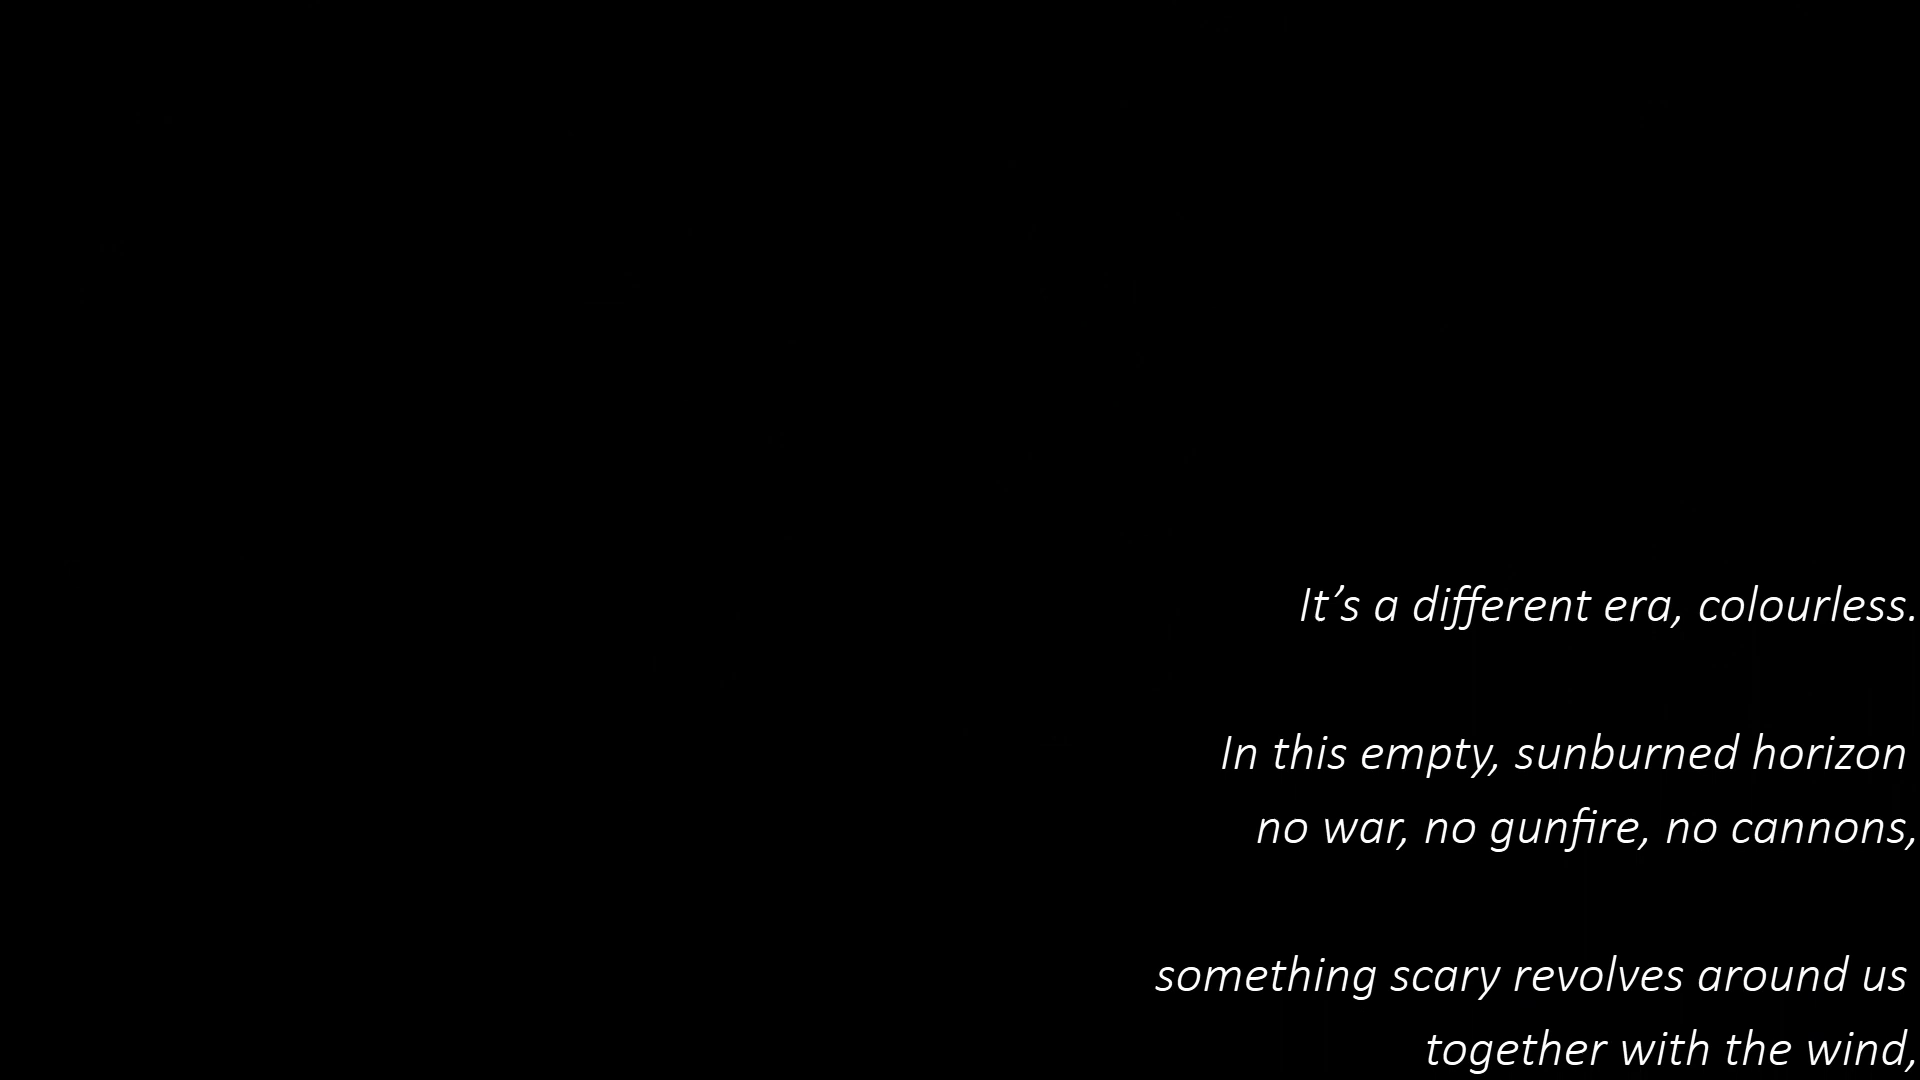 It’s a different era, colourless.
In this empty, sunburned horizon
no war, no gunfire, no cannons,
something scary revolves around us
together with the wind,